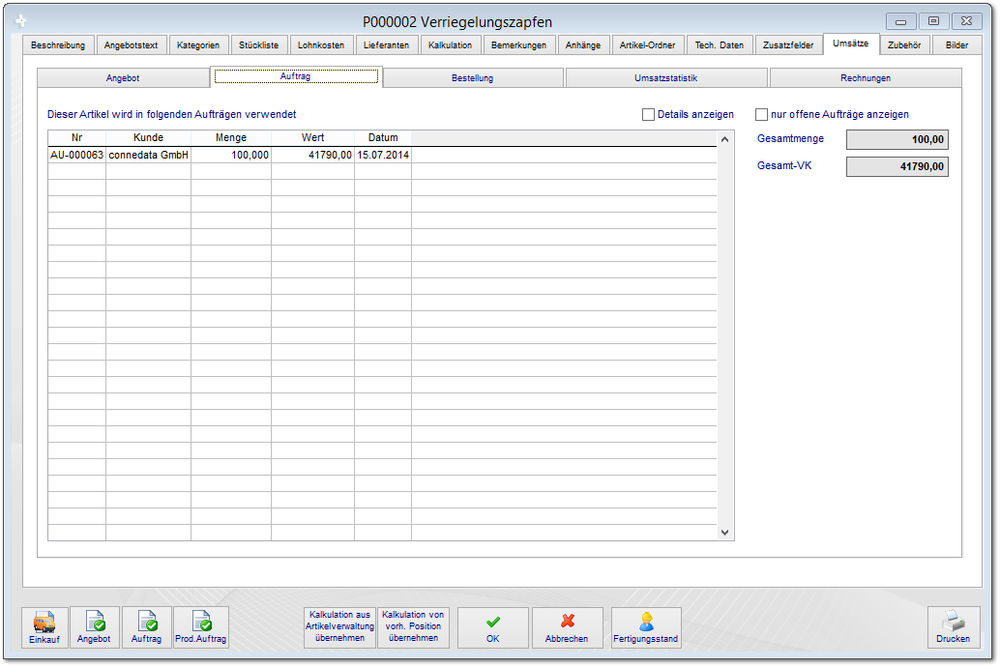 P000002 Verriegelungszapfen
Beschreibung Angebotstext Kategorien Stückliste Lohnkosten Lieferanten Kalkulation Bemerkungen Anhänge Artikel-Ordner Tech. Daten Zusatzfelder Umsätze Zubehör Bilder
Angebot Auftrag Bestellung Umsatzstatistik Rechnungen
Dieser Artikel wird in folgenden Aufträgen verwendet Details anzeigen nur offene Aufträge anzeigen
Nr Kunde Menge Wert Datum
AU-000063 connedata GmbH 100,000 41790,00 15.07.2014
Gesamtmenge 100,00
Gesamt-VK 41790,00
Einkauf Angebot Auftrag Prod.Auftrag
Kalkulation aus
Artikelverwaltung
übernehmen
Kalkulation von
vorh. Position
übernehmen
OK Abbrechen Fertigungsstand Drucken